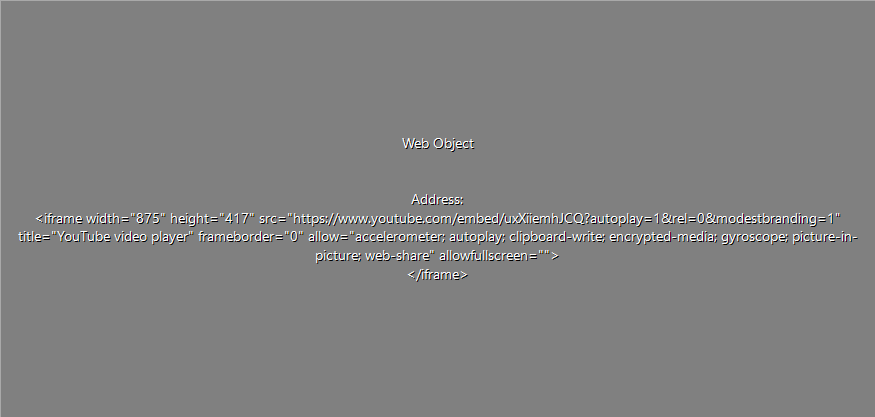 Web Object
Address:
<iframe width="875" height="417" src="https://www.youtube.com/embed/uxXiiemhJCQ?autoplay=1&rel=0&modestbranding=1"
title="YouTube video player" frameborder="0" allow="accelerometer; autoplay; clipboard-write; encrypted-media; gyroscope; picture-in-
picture; web-share" allowfullscreen="">
</iframe>